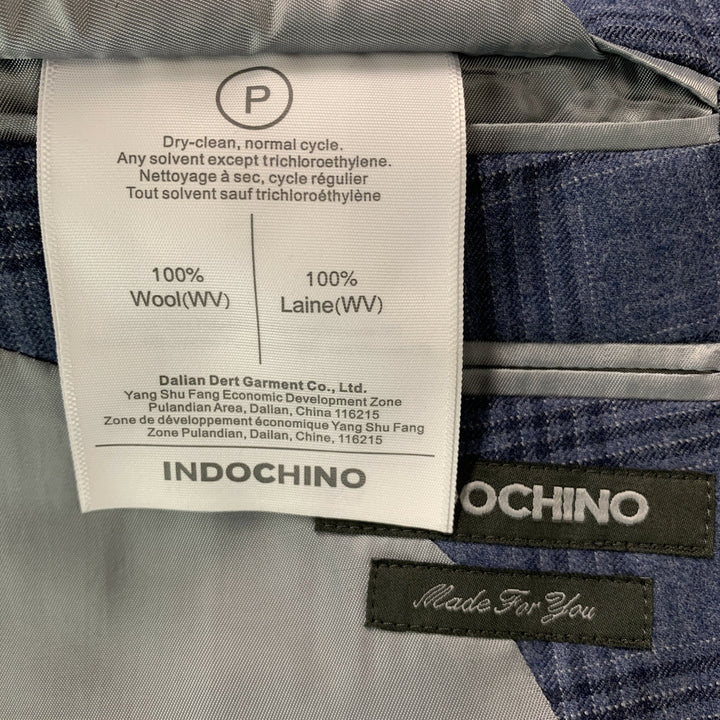 P
Dry-clean, normal cycle.
Any solvent except trichloroethylene.
Nettoyage à sec, cycle régulier
Tout solvent sauf trichloroéthylène
100%
Wool(WV)
100%
Laine(WV)
Dalian Dert Garment Co., Ltd.
Yang Shu Fang Economic Development Zone
Pulandian Area, Dalian, China 116215
Zone de développement économique Yang Shu Fang
Zone Pulandian, Dailan, Chine, 116215
INDOCHINO
OCHINO
Made For You